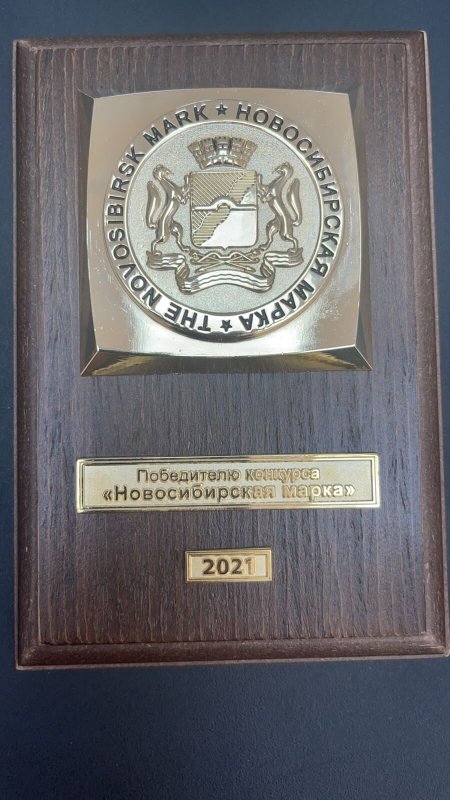 THE NOVOSIBIRSK MARK ★ НОВОСИБИРСКАЯ МАРКА ★
Победителю конкурса
«Новосибирская марка»
2021